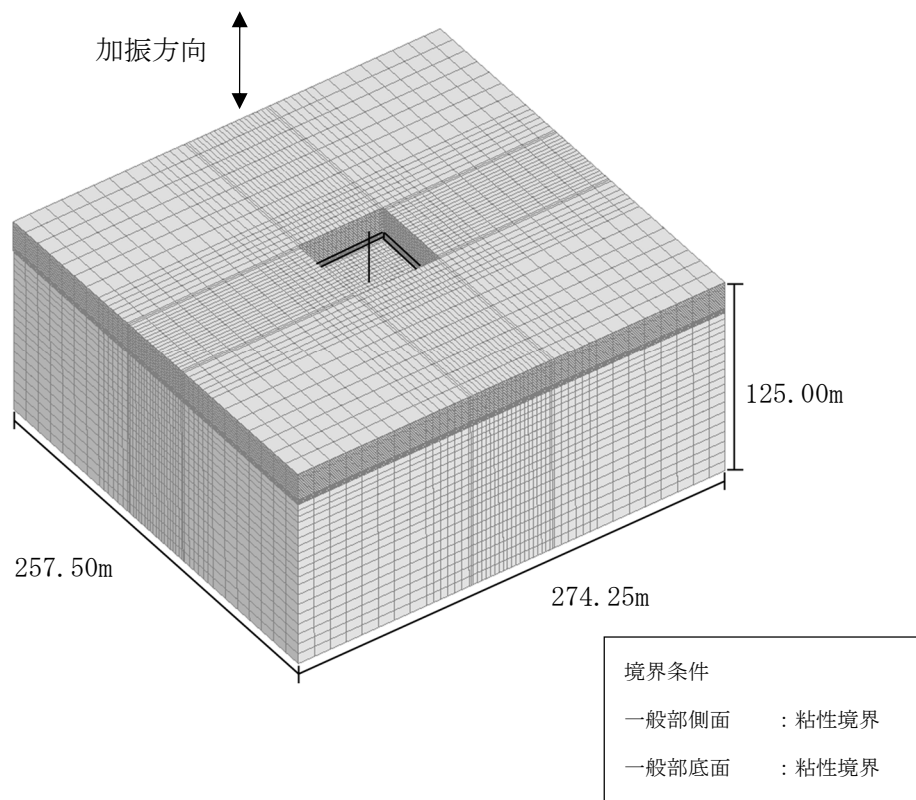 加振方向
125.00m
257.50m
274.25m
境界条件
一般部側面 :粘性境界
一般部底面 :粘性境界